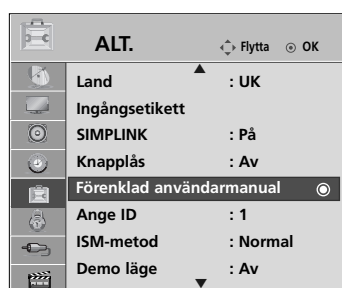 ALT. Flytta OK
Land : UK
Ingångsetikett
SIMPLINK : På
Knapplås : Av
Förenklad användarmanual
Ange ID : 1
ISM-metod : Normal
Demo läge : Av